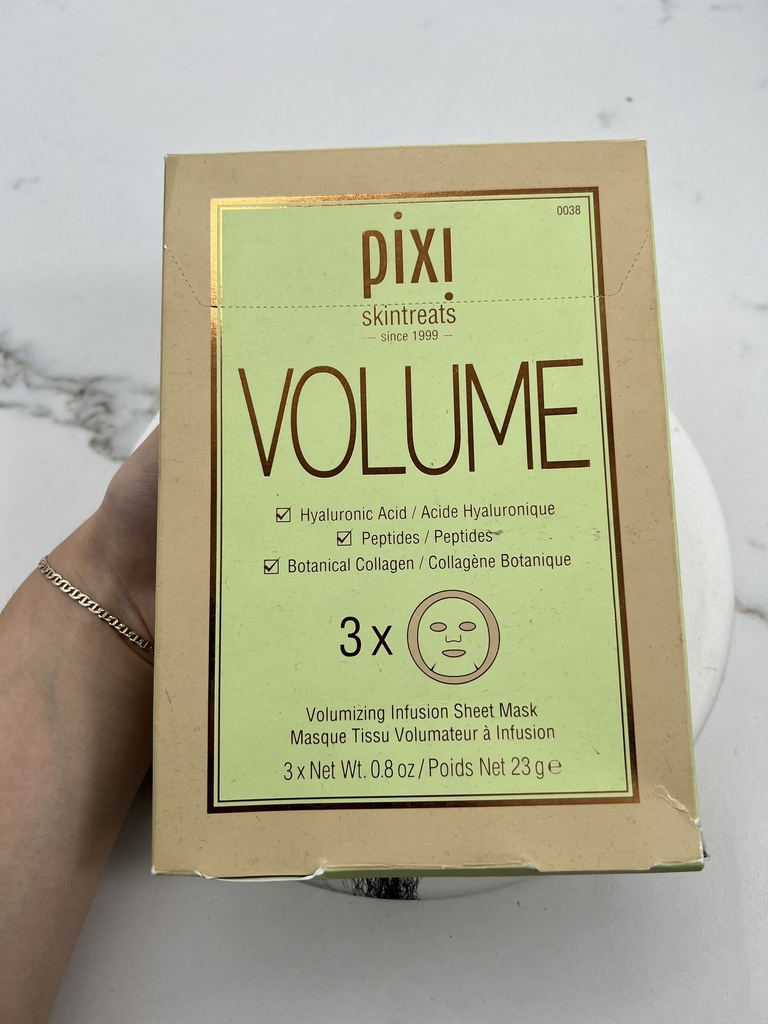 0038
pixi
skintreats
– since 1999 –
VOLUME
☑ Hyaluronic Acid / Acide Hyaluronique
☑ Peptides / Peptides
☑ Botanical Collagen / Collagène Botanique
3 x
Volumizing Infusion Sheet Mask
Masque Tissu Volumateur à Infusion
3 x Net Wt. 0.8 oz / Poids Net 23 g ℮